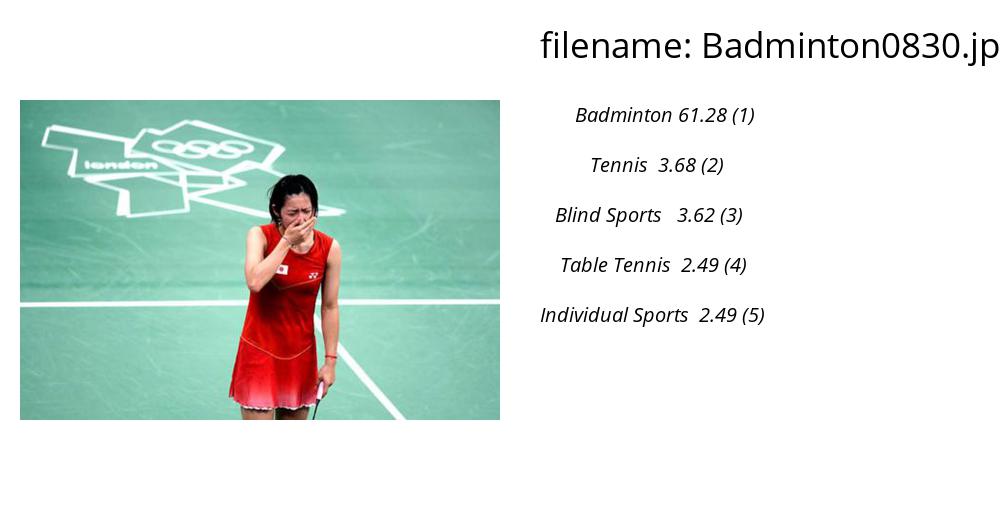 filename: Badminton0830.jp
Badminton 61.28 (1)
Tennis 3.68 (2)
Blind Sports 3.62 (3)
Table Tennis 2.49 (4)
Individual Sports 2.49 (5)
london